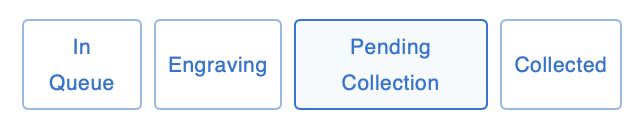 In
Queue
Engraving
Pending
Collection
Collected